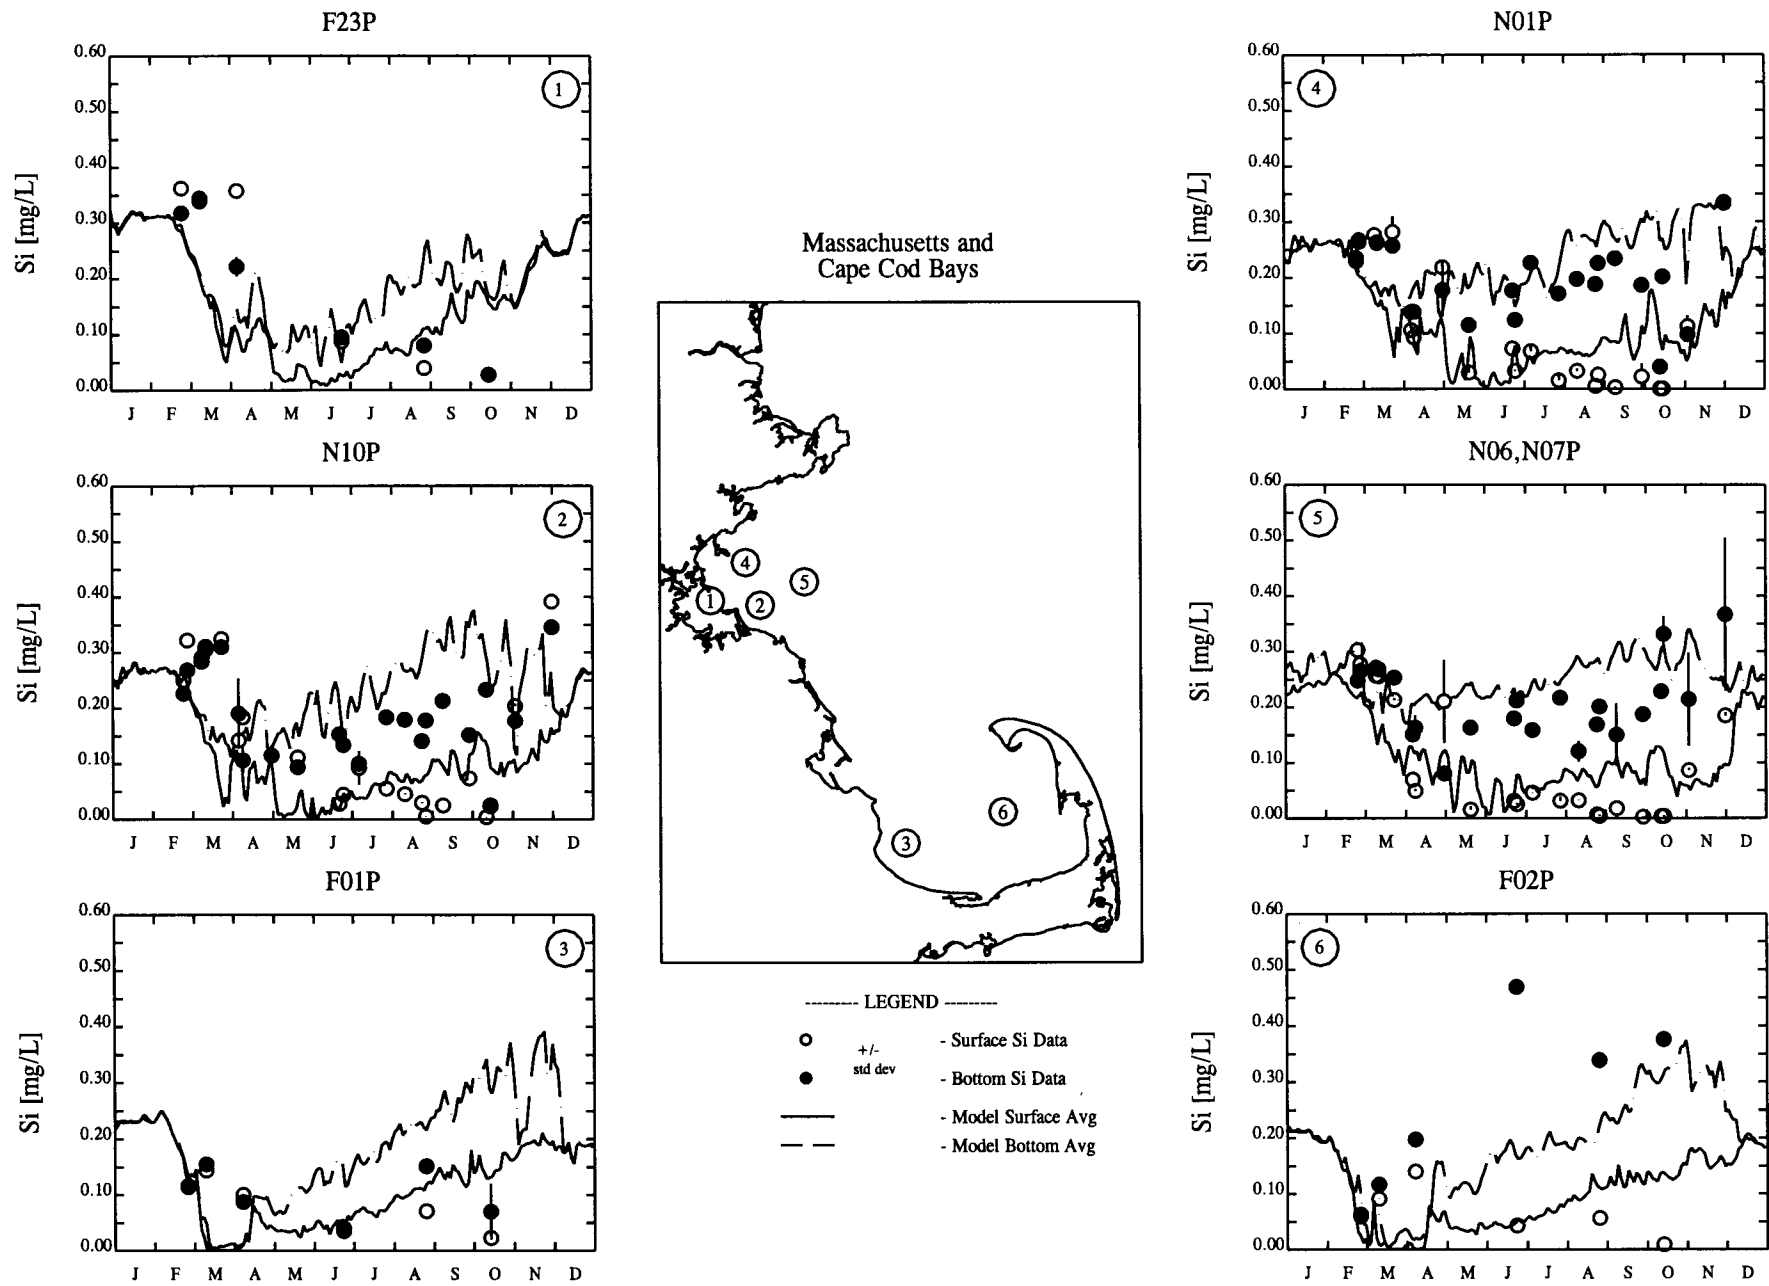 F23P
0.60
0.50
0.40
0.30
0.20
0.10
0.00
Si [mg/L]
1
J F M A M J J A S O N D
N10P
0.60
0.50
0.40
0.30
0.20
0.10
0.00
Si [mg/L]
2
J F M A M J J A S O N D
F01P
0.60
0.50
0.40
0.30
0.20
0.10
0.00
Si [mg/L]
3
J F M A M J J A S O N D
Massachusetts and
Cape Cod Bays
4
5
1
2
6
3
--------- LEGEND ---------
+/-
std dev
- Surface Si Data
- Bottom Si Data
- Model Surface Avg
- Model Bottom Avg
N01P
0.60
0.50
0.40
0.30
0.20
0.10
0.00
Si [mg/L]
4
J F M A M J J A S O N D
N06,N07P
0.60
0.50
0.40
0.30
0.20
0.10
0.00
Si [mg/L]
5
J F M A M J J A S O N D
F02P
0.60
0.50
0.40
0.30
0.20
0.10
0.00
Si [mg/L]
6
J F M A M J J A S O N D